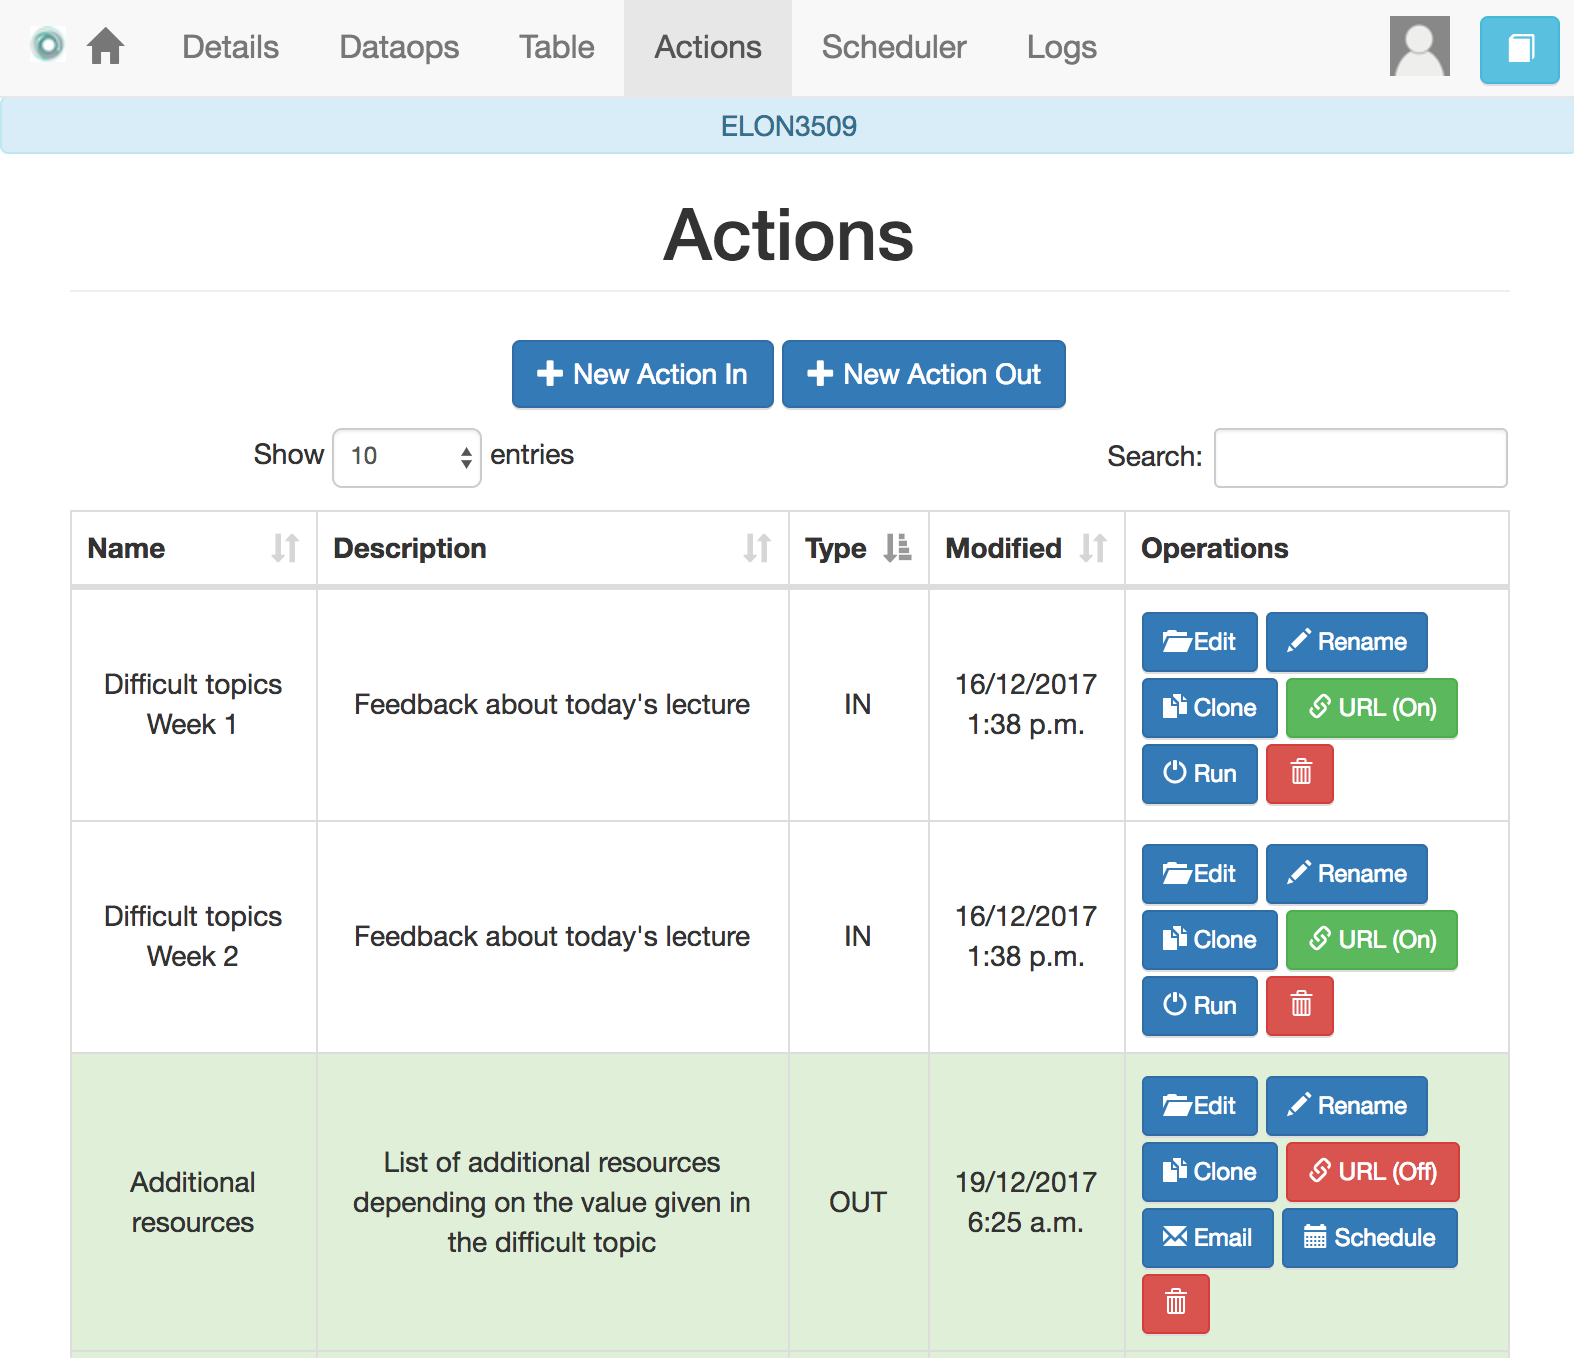 Details Dataops Table Actions Scheduler Logs
ELON3509
Actions
New Action In New Action Out
Show 10 entries Search:
Name Description Type Modified Operations
Difficult topics
Week 1
Feedback about today's lecture
IN
16/12/2017
1:38 p.m.
Edit Rename
Clone URL (On)
Run
Difficult topics
Week 2
Feedback about today's lecture
IN
16/12/2017
1:38 p.m.
Edit Rename
Clone URL (On)
Run
Additional
resources
List of additional resources
depending on the value given in
the difficult topic
OUT
19/12/2017
6:25 a.m.
Edit Rename
Clone URL (Off)
Email Schedule